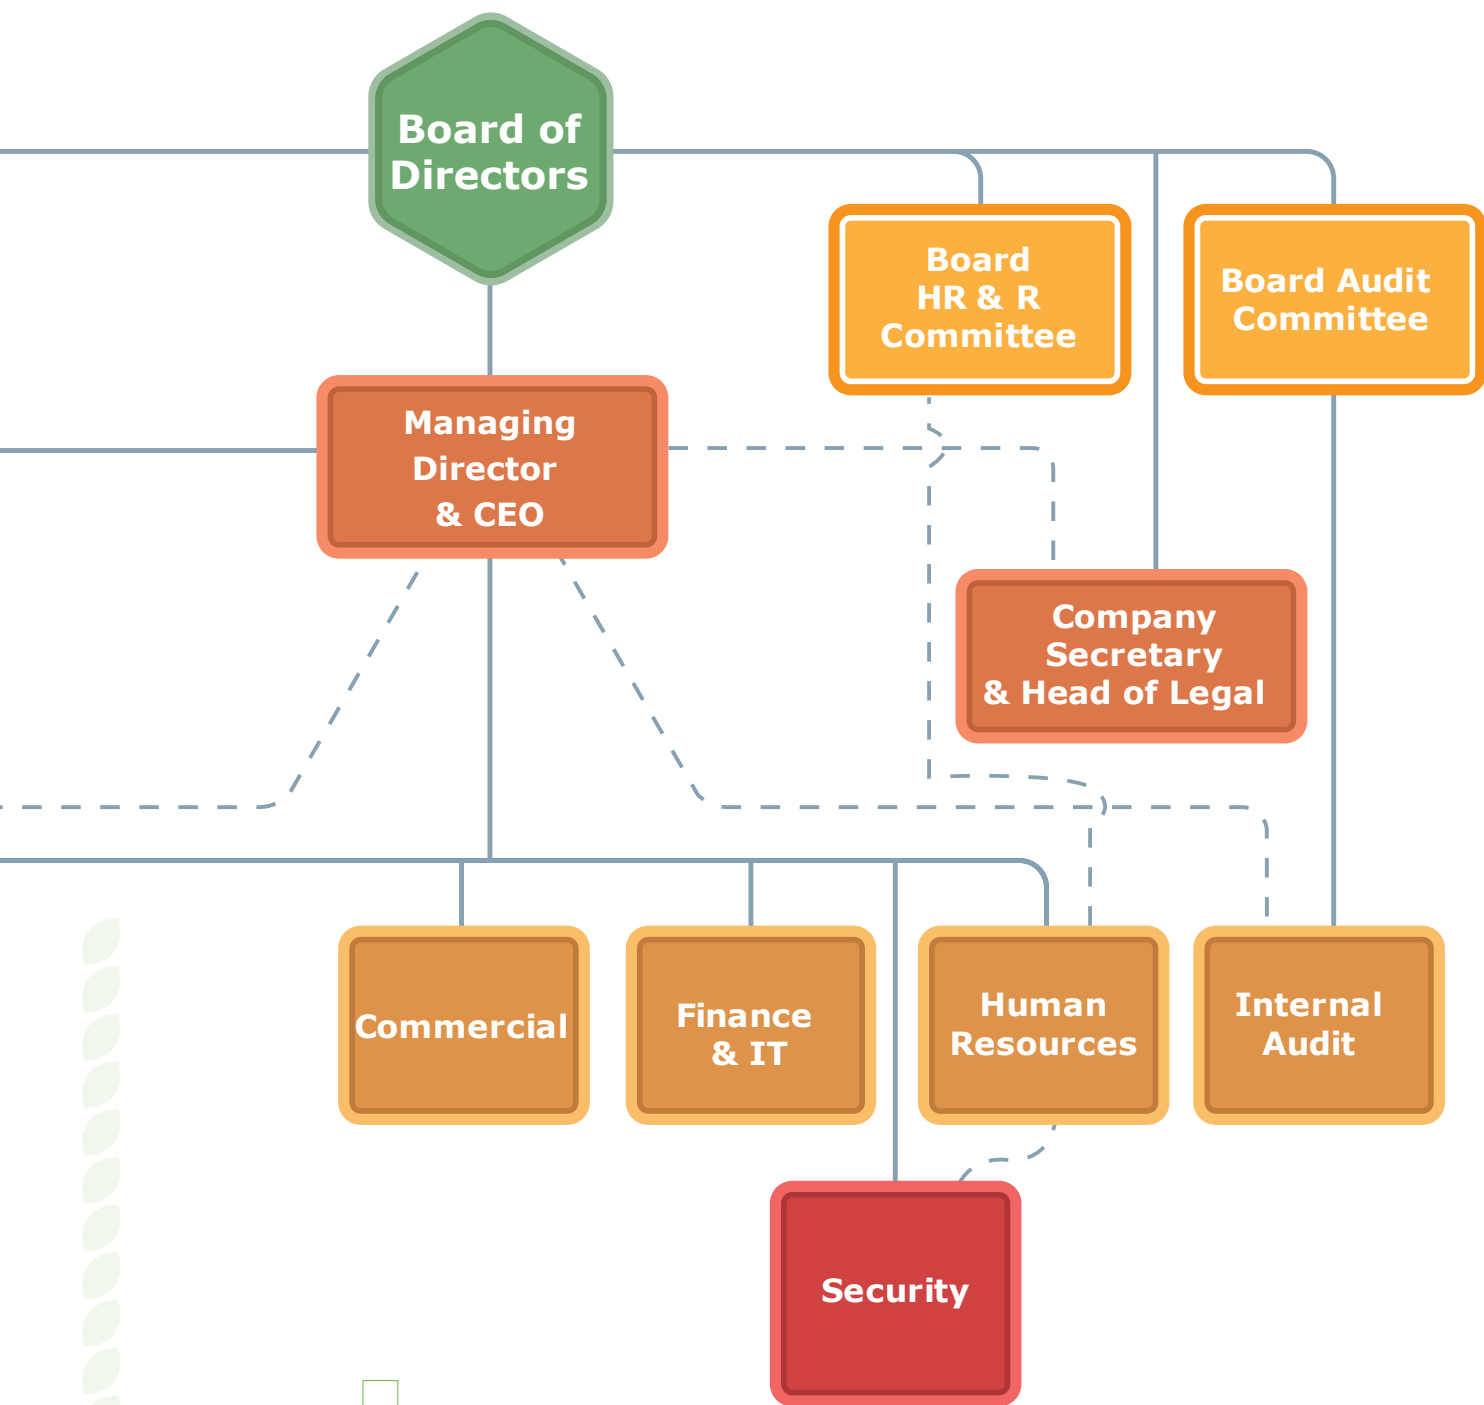 Board of
Directors
Board
HR & R
Committee
Board Audit
Committee
Managing
Director
& CEO
Company
Secretary
& Head of Legal
Commercial
Finance
& IT
Human
Resources
Internal
Audit
Security